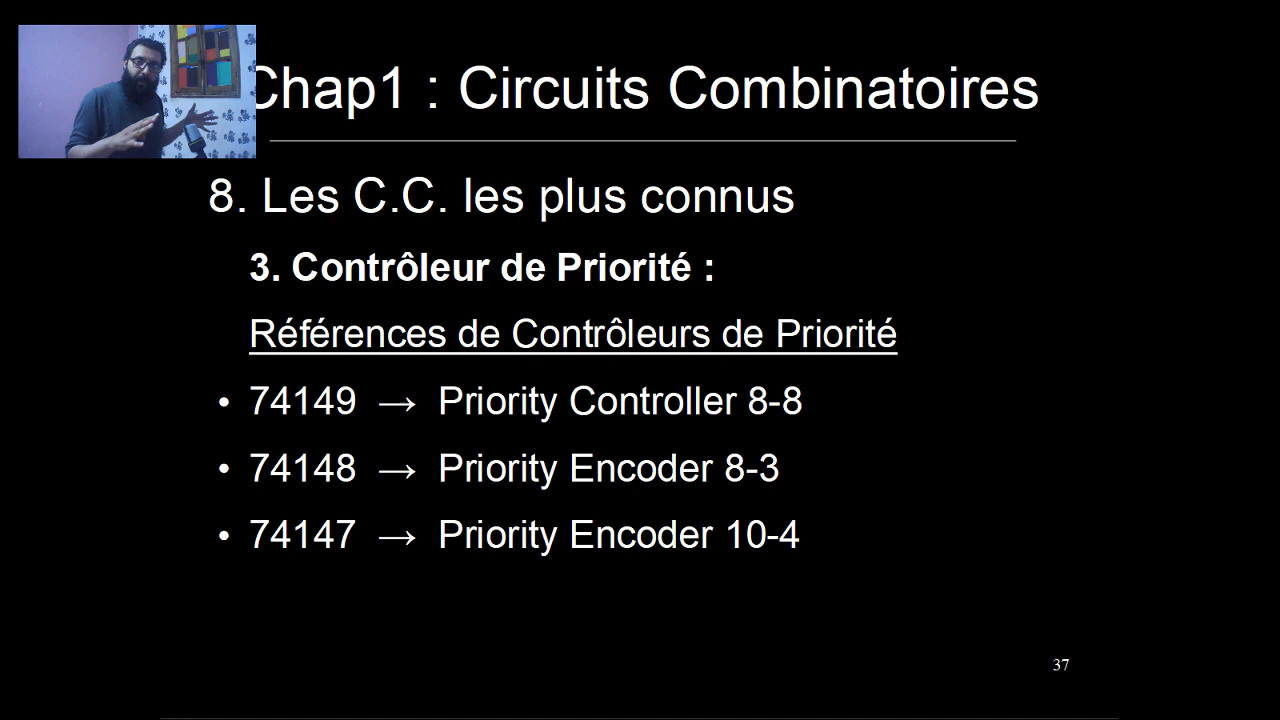 Chap1 : Circuits Combinatoires
8. Les C.C. les plus connus
3. Contrôleur de Priorité :
Références de Contrôleurs de Priorité
• 74149 → Priority Controller 8-8
• 74148 → Priority Encoder 8-3
• 74147 → Priority Encoder 10-4
37